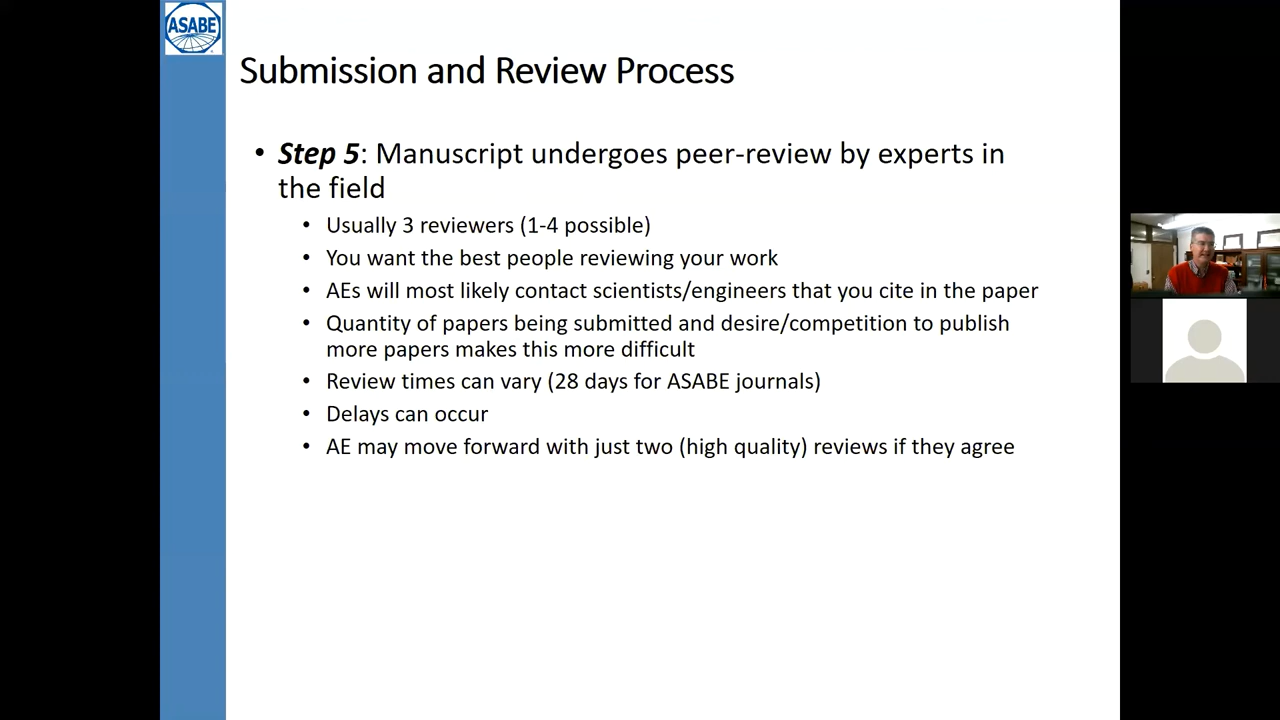 ASABE
Submission and Review Process
• Step 5: Manuscript undergoes peer-review by experts in
the field
• Usually 3 reviewers (1-4 possible)
• You want the best people reviewing your work
• AEs will most likely contact scientists/engineers that you cite in the paper
• Quantity of papers being submitted and desire/competition to publish
more papers makes this more difficult
• Review times can vary (28 days for ASABE journals)
• Delays can occur
• AE may move forward with just two (high quality) reviews if they agree